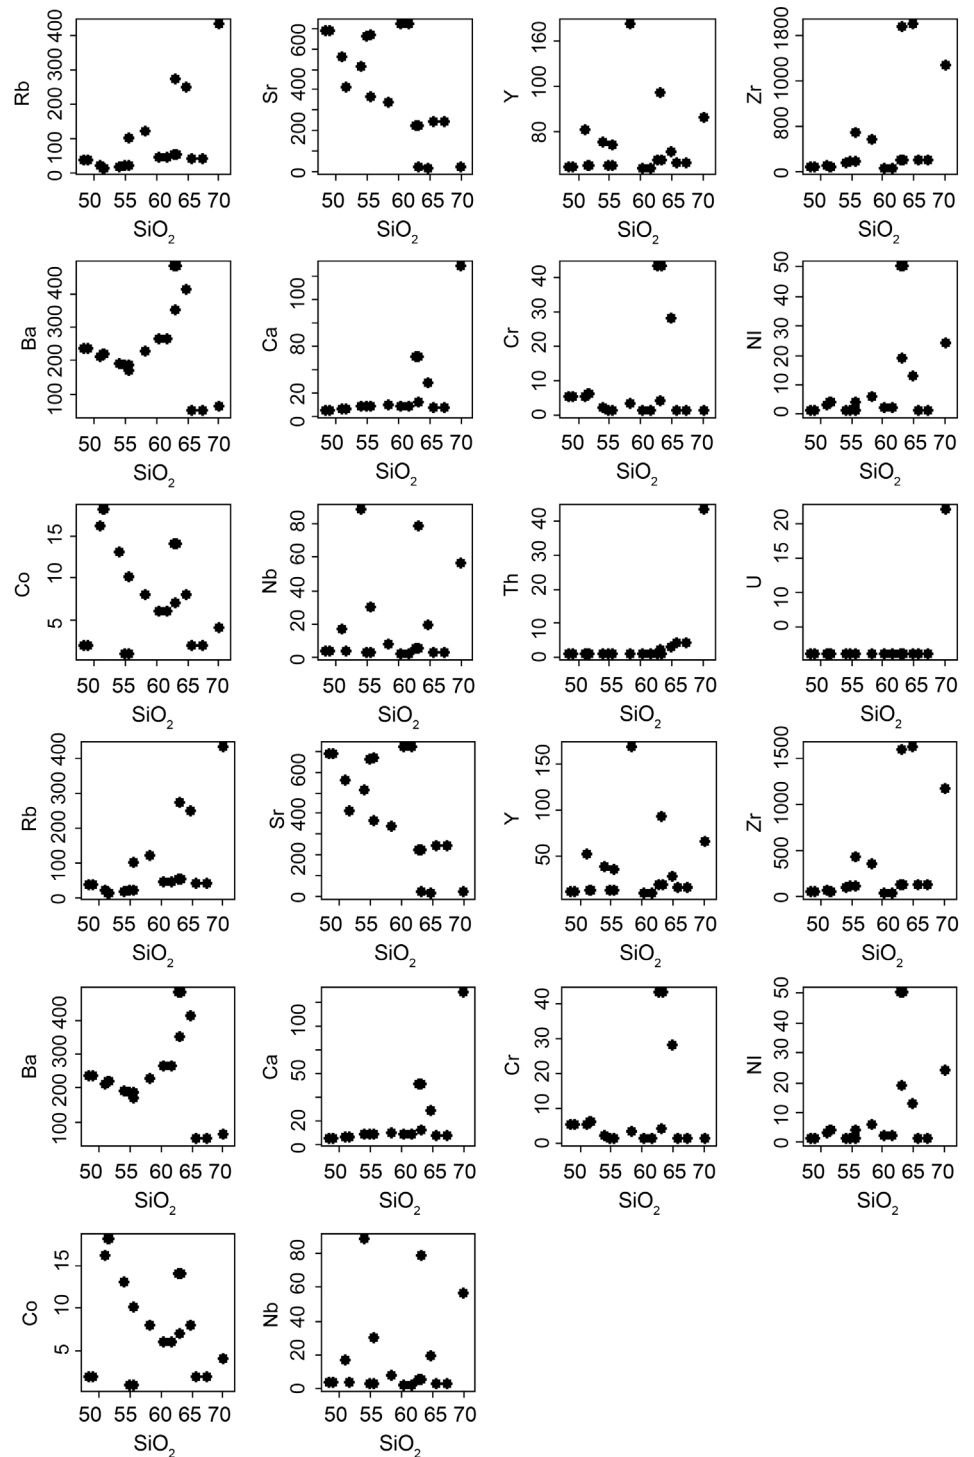 Rb 0 100 200 300 400 50 55 60 65 70 SiO2
Sr 0 200 400 600 50 55 60 65 70 SiO2
Y 80 100 160 50 55 60 65 70 SiO2
Zr 0 800 1800 50 55 60 65 70 SiO2
Ba 100 200 300 400 50 55 60 65 70 SiO2
Ca 0 20 80 100 50 55 60 65 70 SiO2
Cr 0 10 20 30 40 50 55 60 65 70 SiO2
NI 0 10 20 30 40 50 50 55 60 65 70 SiO2
Co 5 10 15 50 55 60 65 70 SiO2
Nb 0 20 40 60 80 50 55 60 65 70 SiO2
Th 0 10 20 30 40 50 55 60 65 70 SiO2
U 0 10 15 20 50 55 60 65 70 SiO2
Rb 0 100 200 300 400 50 55 60 65 70 SiO2
Sr 0 200 400 600 50 55 60 65 70 SiO2
Y 50 100 150 50 55 60 65 70 SiO2
Zr 0 500 1000 1500 50 55 60 65 70 SiO2
Ba 100 200 300 400 50 55 60 65 70 SiO2
Ca 0 20 50 100 50 55 60 65 70 SiO2
Cr 0 10 20 30 40 50 55 60 65 70 SiO2
NI 0 10 20 30 40 50 50 55 60 65 70 SiO2
Co 5 10 15 50 55 60 65 70 SiO2
Nb 0 20 40 60 80 50 55 60 65 70 SiO2